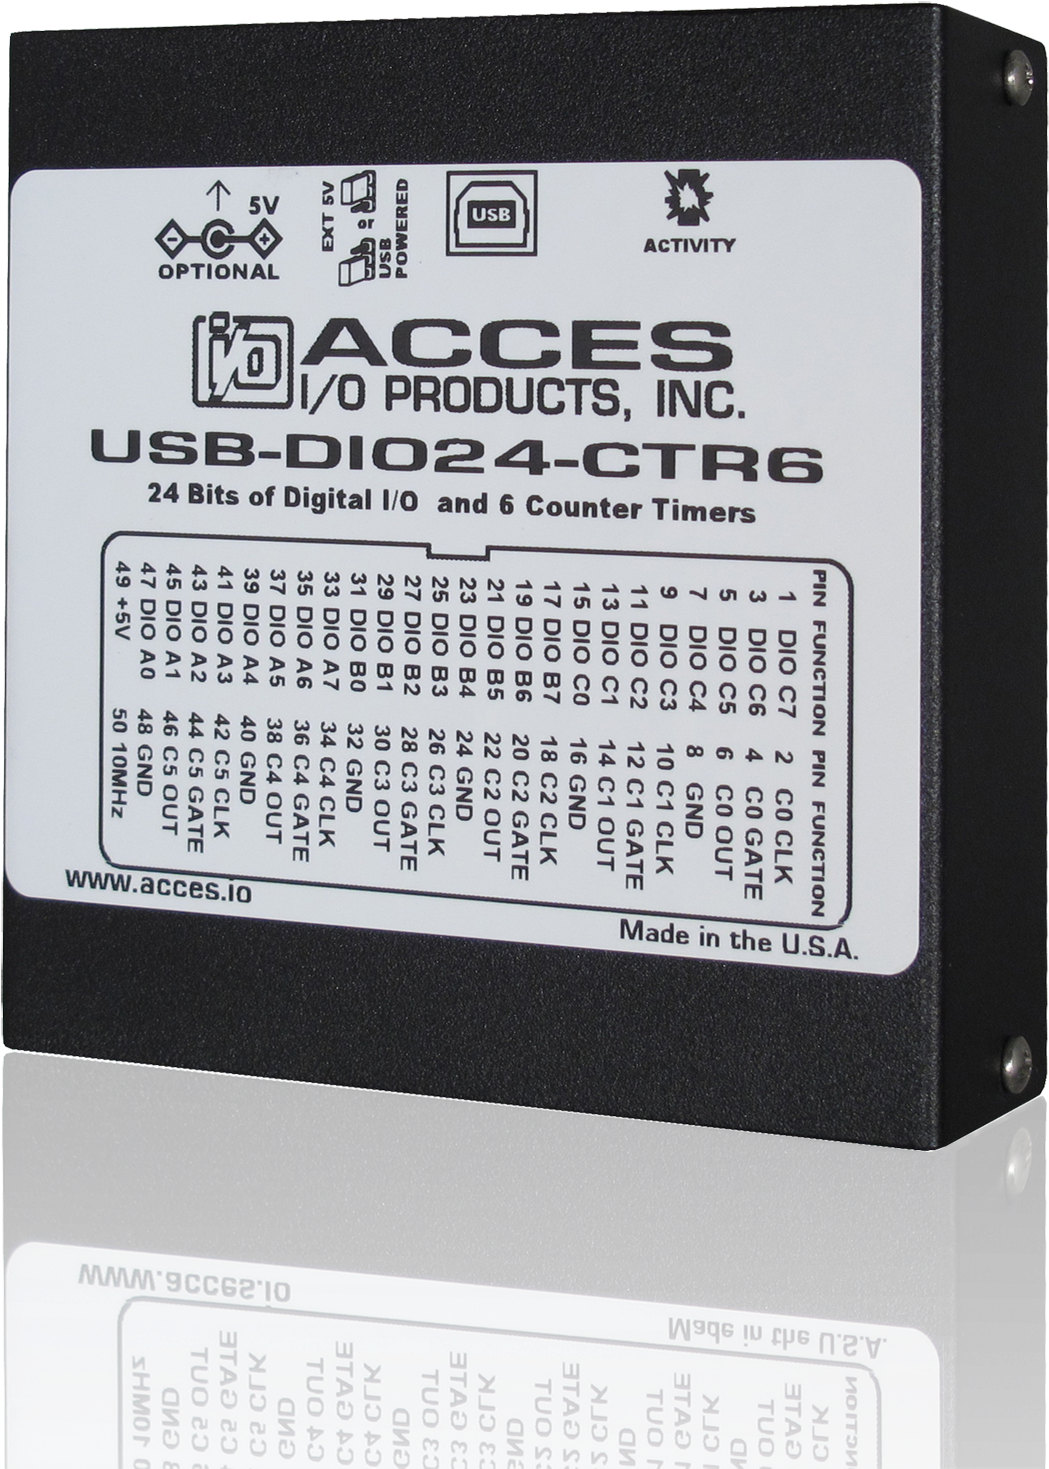 5V
OPTIONAL
EXT 5V
or
USB
POWERED
USB
ACTIVITY
i/o ACCES
I/O PRODUCTS, INC.
USB-DIO24-CTR6
24 Bits of Digital I/O and 6 Counter Timers
PIN FUNCTION PIN FUNCTION
1 DIO C7 2 C0 CLK
3 DIO C6 4 C0 GATE
5 DIO C5 6 C0 OUT
7 DIO C4 8 GND
9 DIO C3 10 C1 CLK
11 DIO C2 12 C1 GATE
13 DIO C1 14 C1 OUT
15 DIO C0 16 GND
17 DIO B7 18 C2 CLK
19 DIO B6 20 C2 GATE
21 DIO B5 22 C2 OUT
23 DIO B4 24 GND
25 DIO B3 26 C3 CLK
27 DIO B2 28 C3 GATE
29 DIO B1 30 C3 OUT
31 DIO B0 32 GND
33 DIO A7 34 C4 CLK
35 DIO A6 36 C4 GATE
37 DIO A5 38 C4 OUT
39 DIO A4 40 GND
41 DIO A3 42 C5 CLK
43 DIO A2 44 C5 GATE
45 DIO A1 46 C5 OUT
47 DIO A0 48 GND
49 +5V 50 10MHz
www.acces.io
Made in the U.S.A.